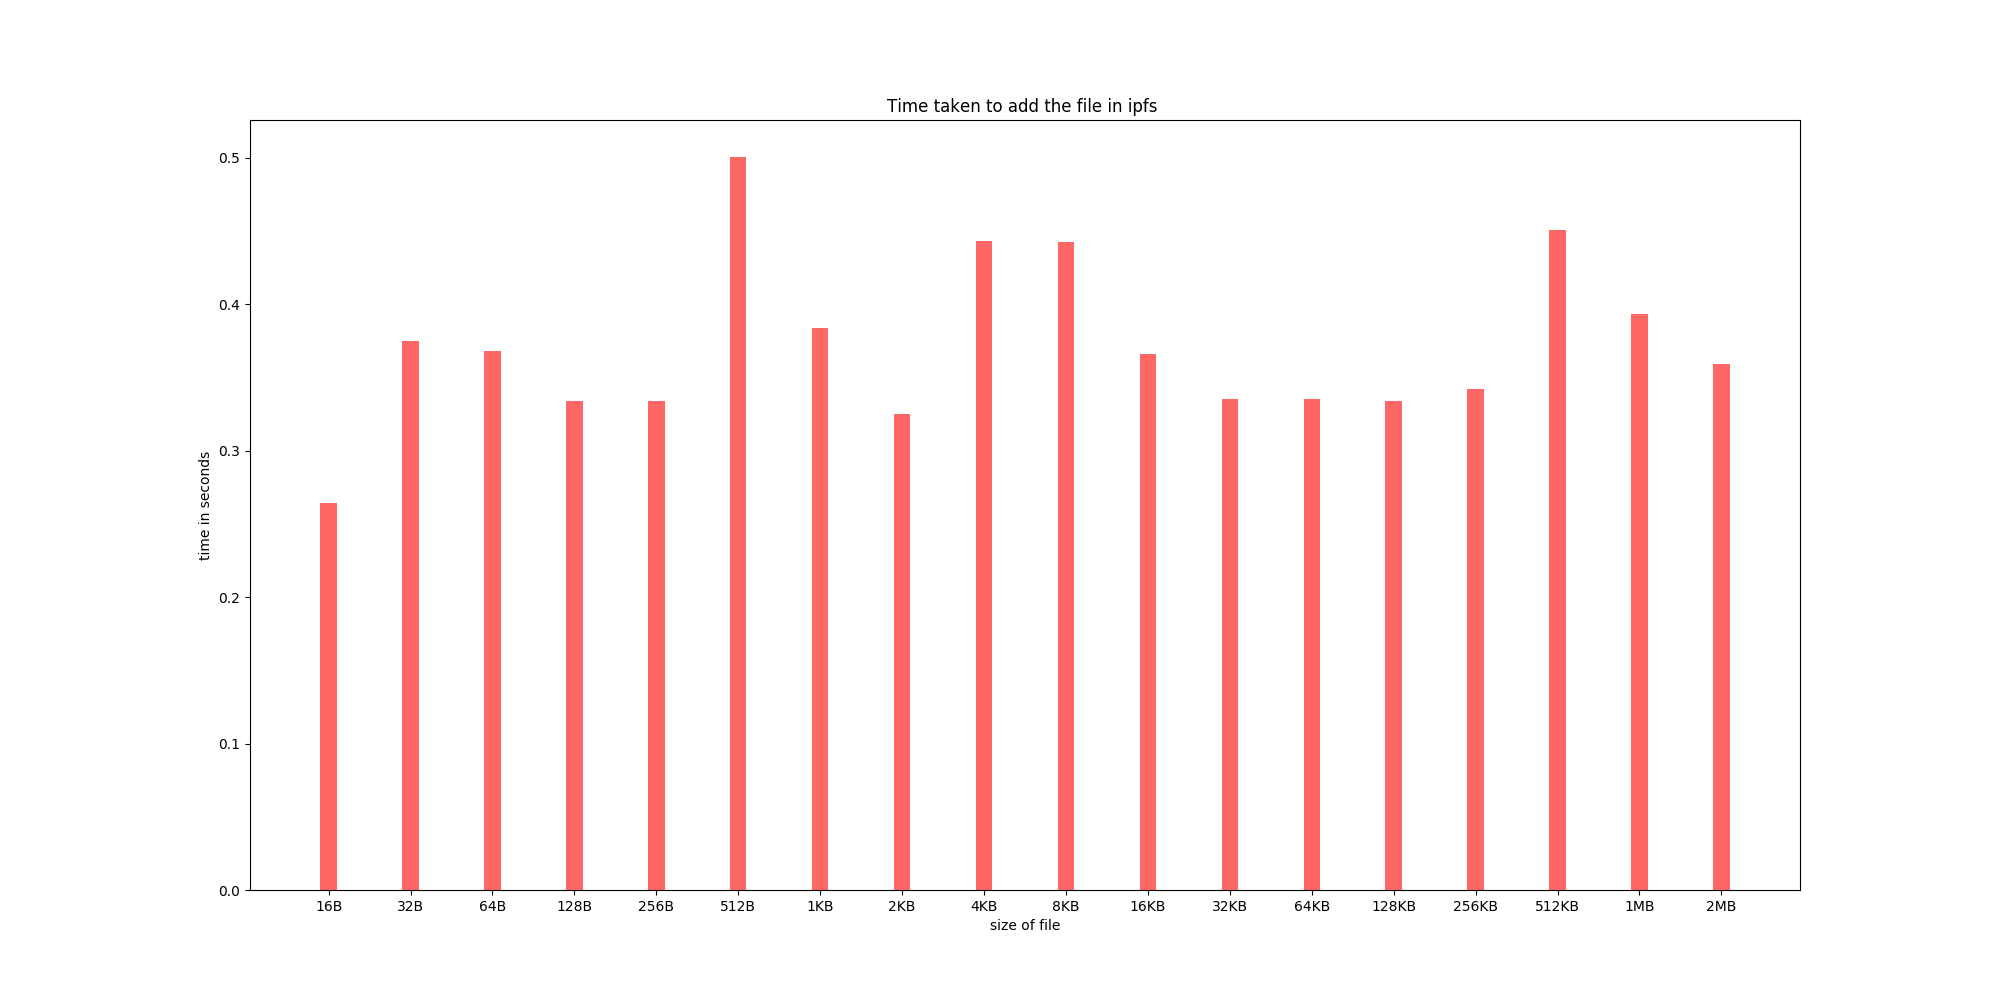 Time taken to add the file in ipfs
0.5
0.4
0.3
0.2
0.1
0.0
time in seconds
16B 32B 64B 128B 256B 512B 1KB 2KB 4KB 8KB 16KB 32KB 64KB 128KB 256KB 512KB 1MB 2MB
size of file